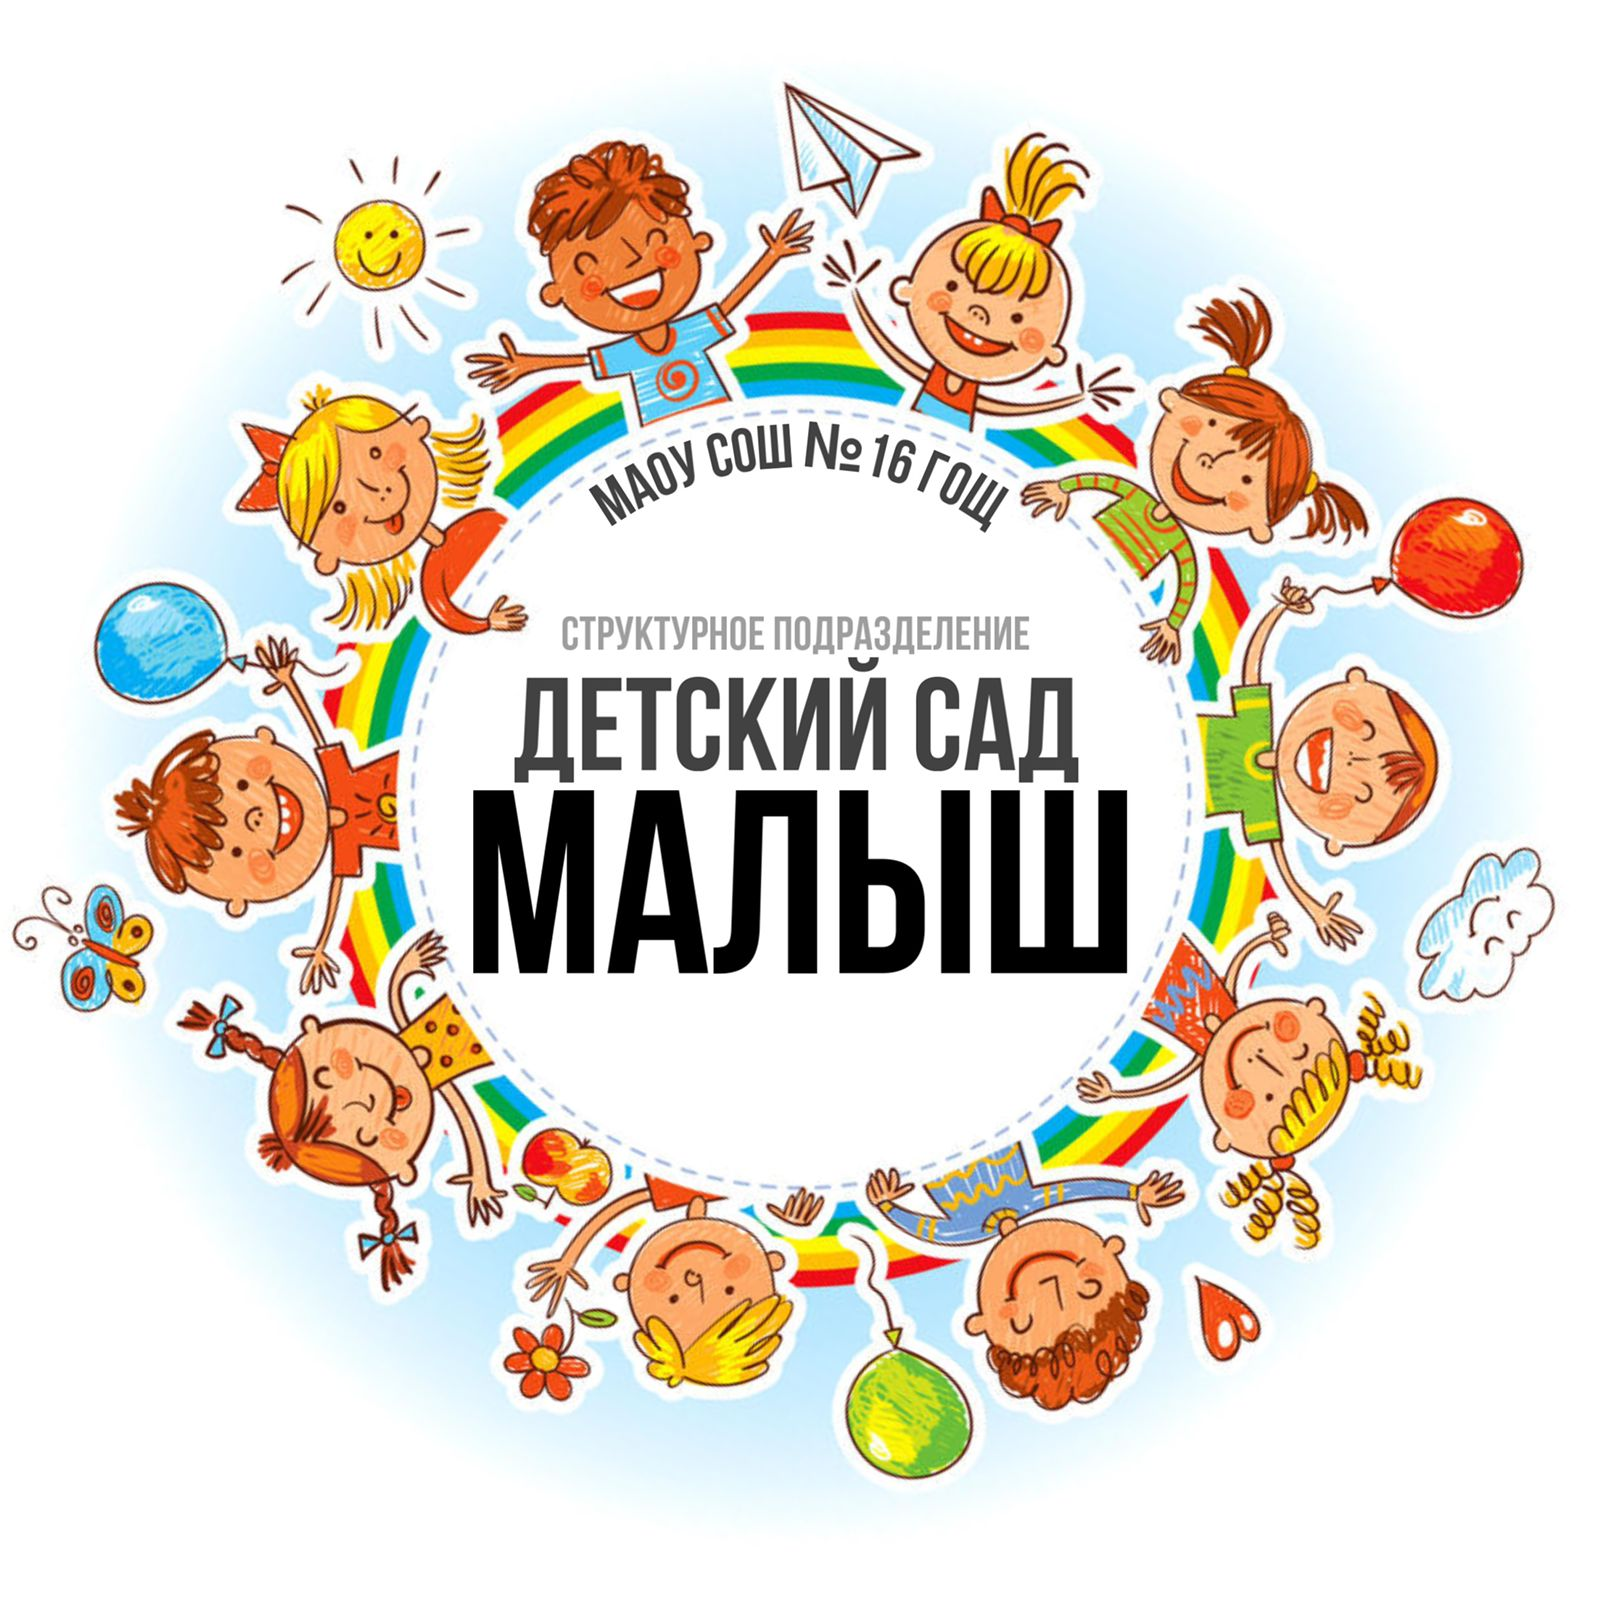 МАОУ СОШ № 16 ГОЩ
СТРУКТУРНОЕ ПОДРАЗДЕЛЕНИЕ
ДЕТСКИЙ САД
МАЛЫШ